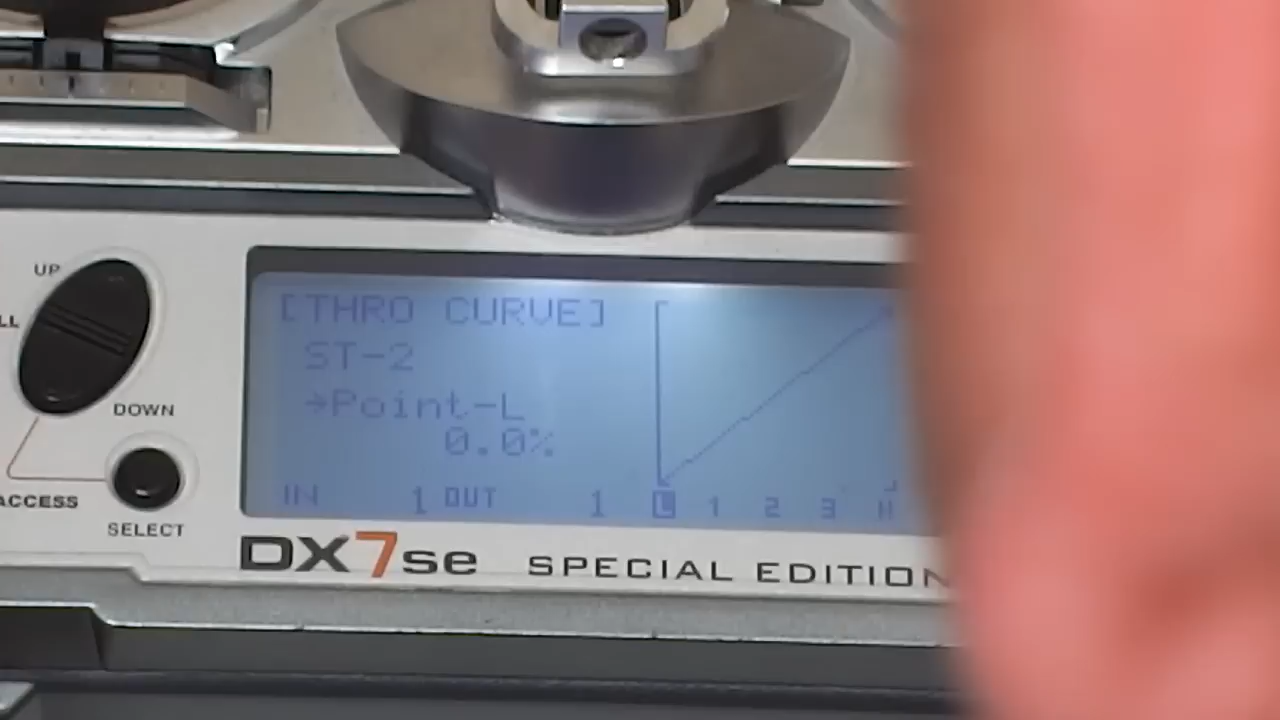 UP
LL
DOWN
ACCESS
SELECT
[THRO CURVE]
ST-2
→Point-L
0.0%
IN 1 OUT 1
L 1 2 3 H
DX7se SPECIAL EDITION